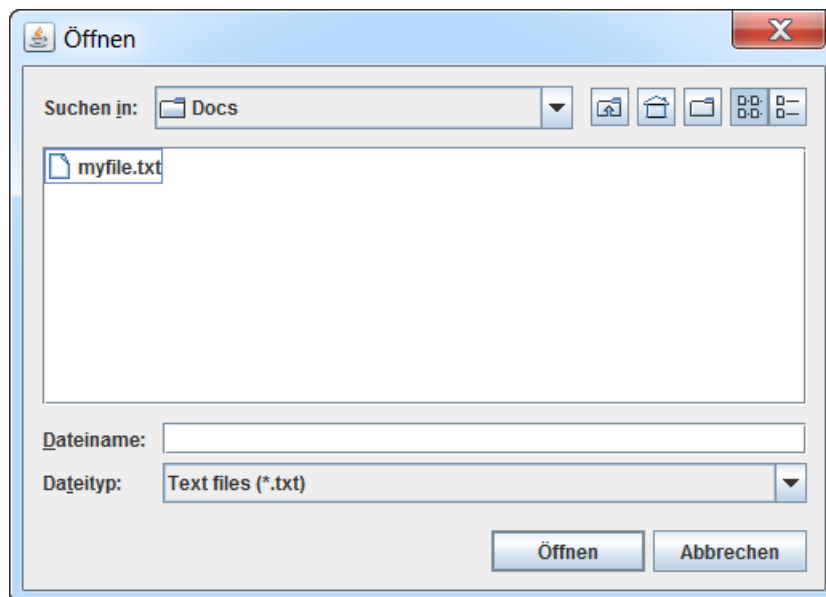 Öffnen
Suchen in: Docs
myfile.txt
Dateiname:
Dateityp: Text files (*.txt)
Öffnen Abbrechen